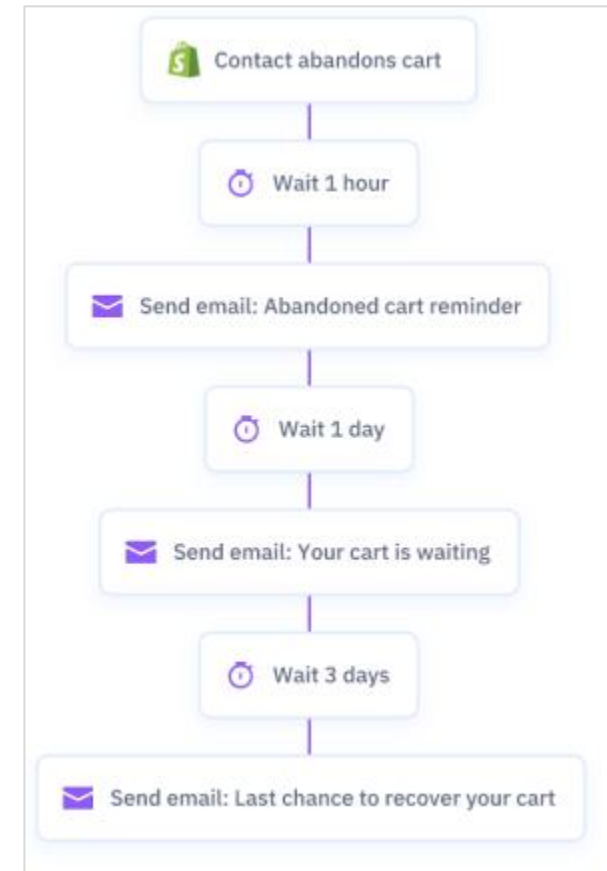 Contact abandons cart
Wait 1 hour
Send email: Abandoned cart reminder
Wait 1 day
Send email: Your cart is waiting
Wait 3 days
Send email: Last chance to recover your cart